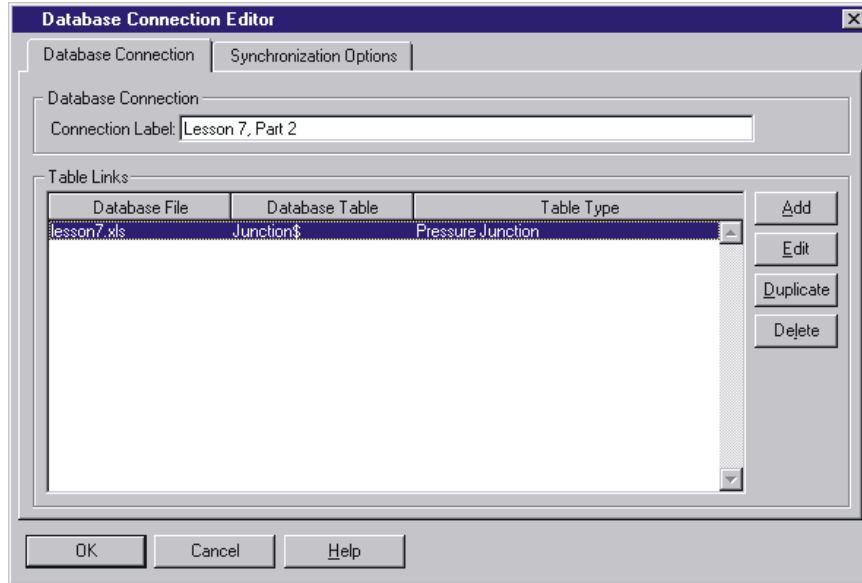 Database Connection Editor
Database Connection
Synchronization Options
Database Connection
Connection Label: Lesson 7, Part 2
Table Links
Database File Database Table Table Type
lesson7.xls Junction$ Pressure Junction
Add
Edit
Duplicate
Delete
OK Cancel Help